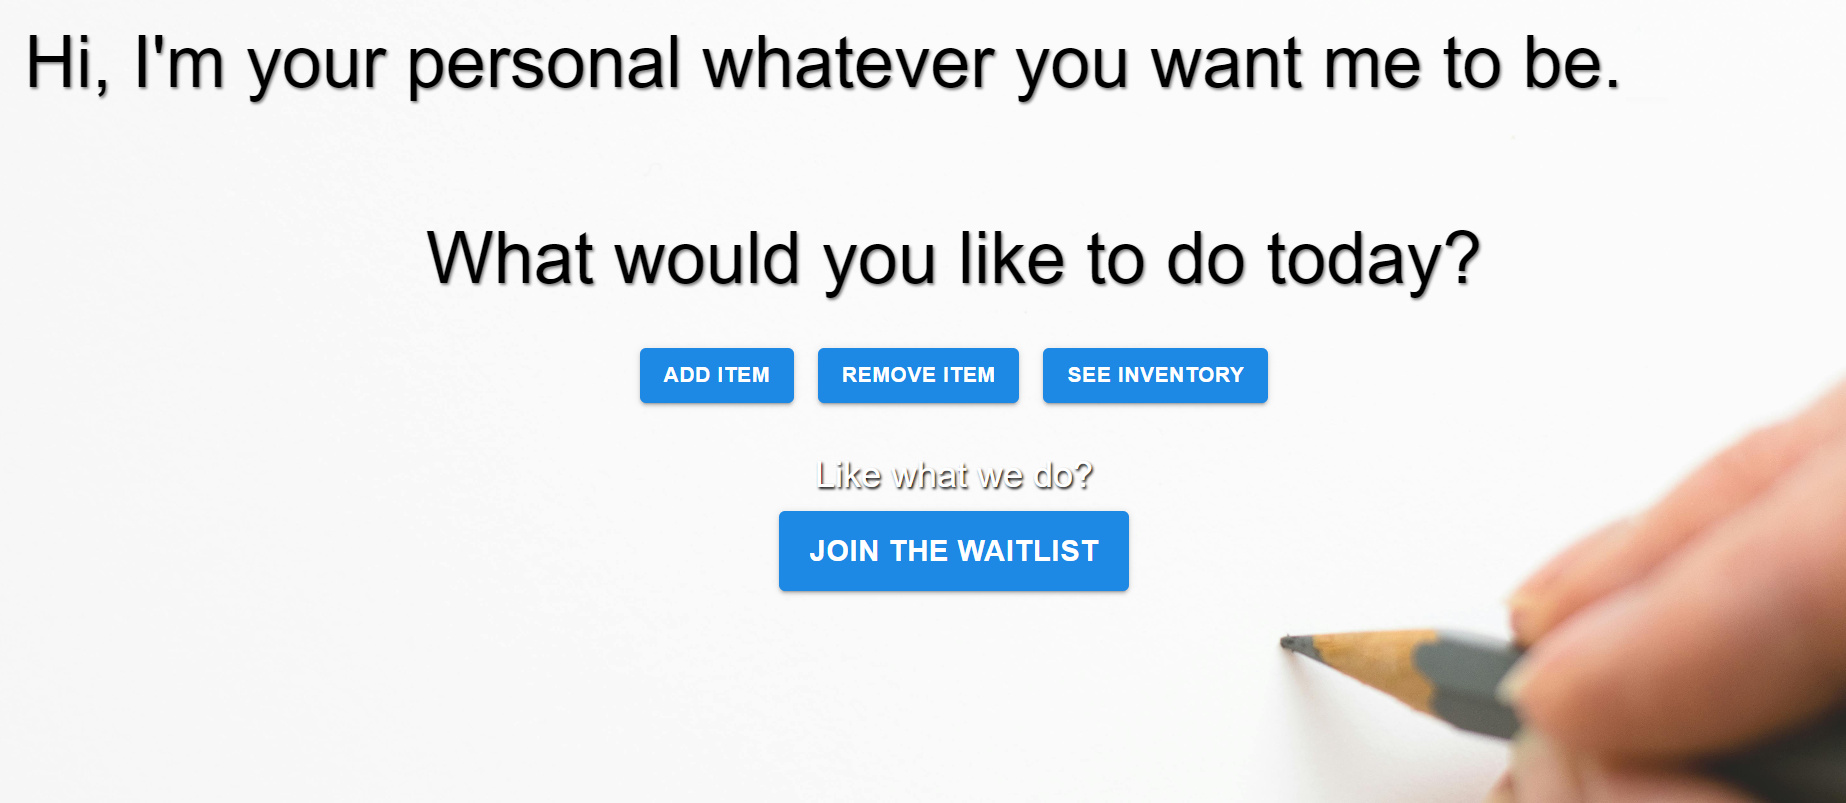 Hi, I'm your personal whatever you want me to be.
What would you like to do today?
ADD ITEM REMOVE ITEM SEE INVENTORY
Like what we do?
JOIN THE WAITLIST